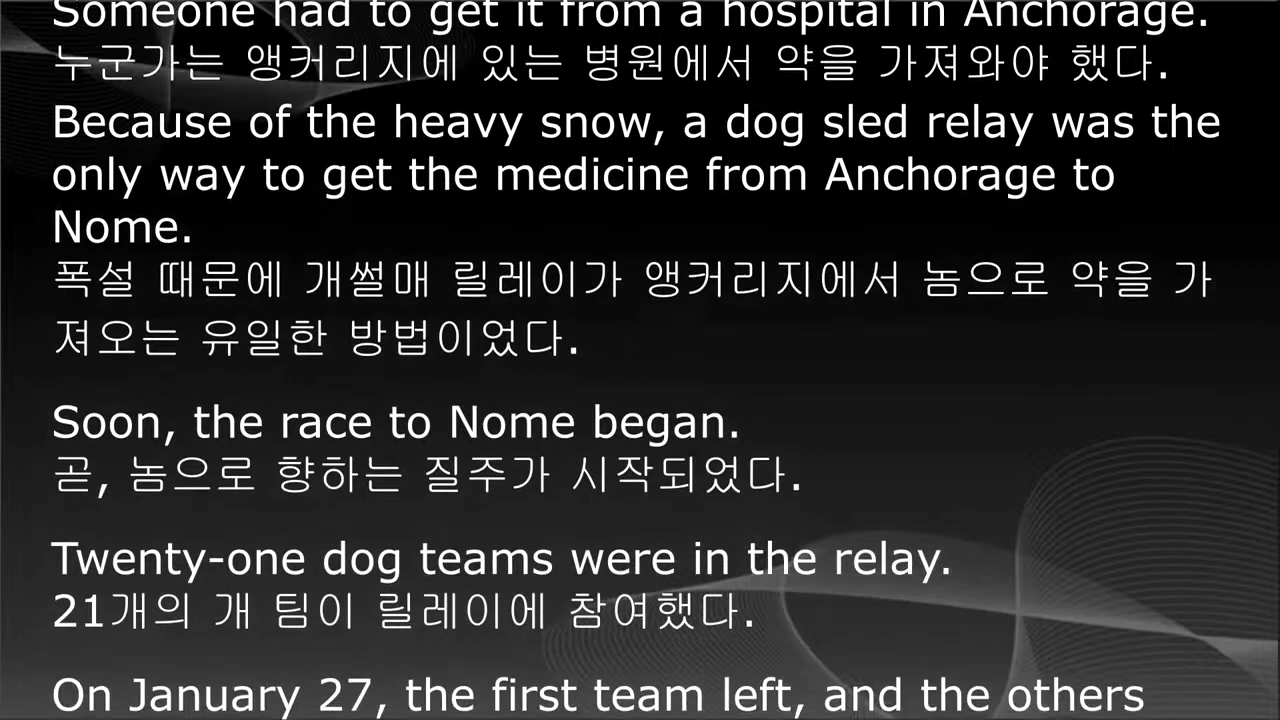 Someone had to get it from a hospital in Anchorage.
누군가는 앵커리지에 있는 병원에서 약을 가져와야 했다.
Because of the heavy snow, a dog sled relay was the
only way to get the medicine from Anchorage to
Nome.
폭설 때문에 개썰매 릴레이가 앵커리지에서 놈으로 약을 가
져오는 유일한 방법이었다.
Soon, the race to Nome began.
곧, 놈으로 향하는 질주가 시작되었다.
Twenty-one dog teams were in the relay.
21개의 개 팀이 릴레이에 참여했다.
On January 27, the first team left, and the others